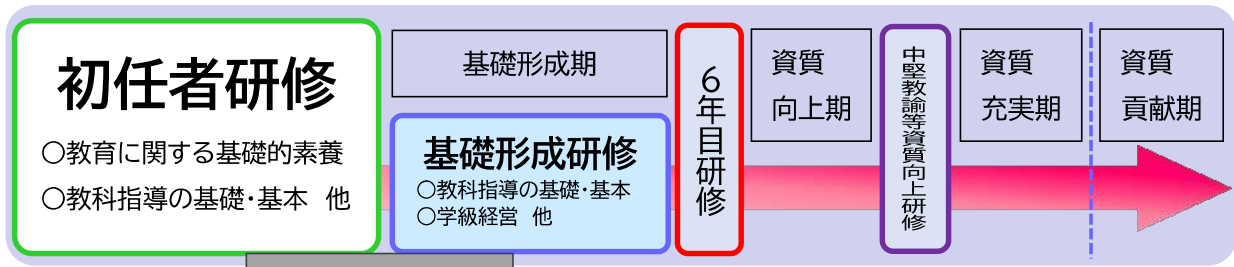 初任者研修
○教育に関する基礎的素養
○教科指導の基礎･基本　他
基礎形成期
基礎形成研修
○教科指導の基礎･基本
○学級経営　他
６年目研修
資質
向上期
中堅教諭等資質向上研修
資質
充実期
資質
貢献期